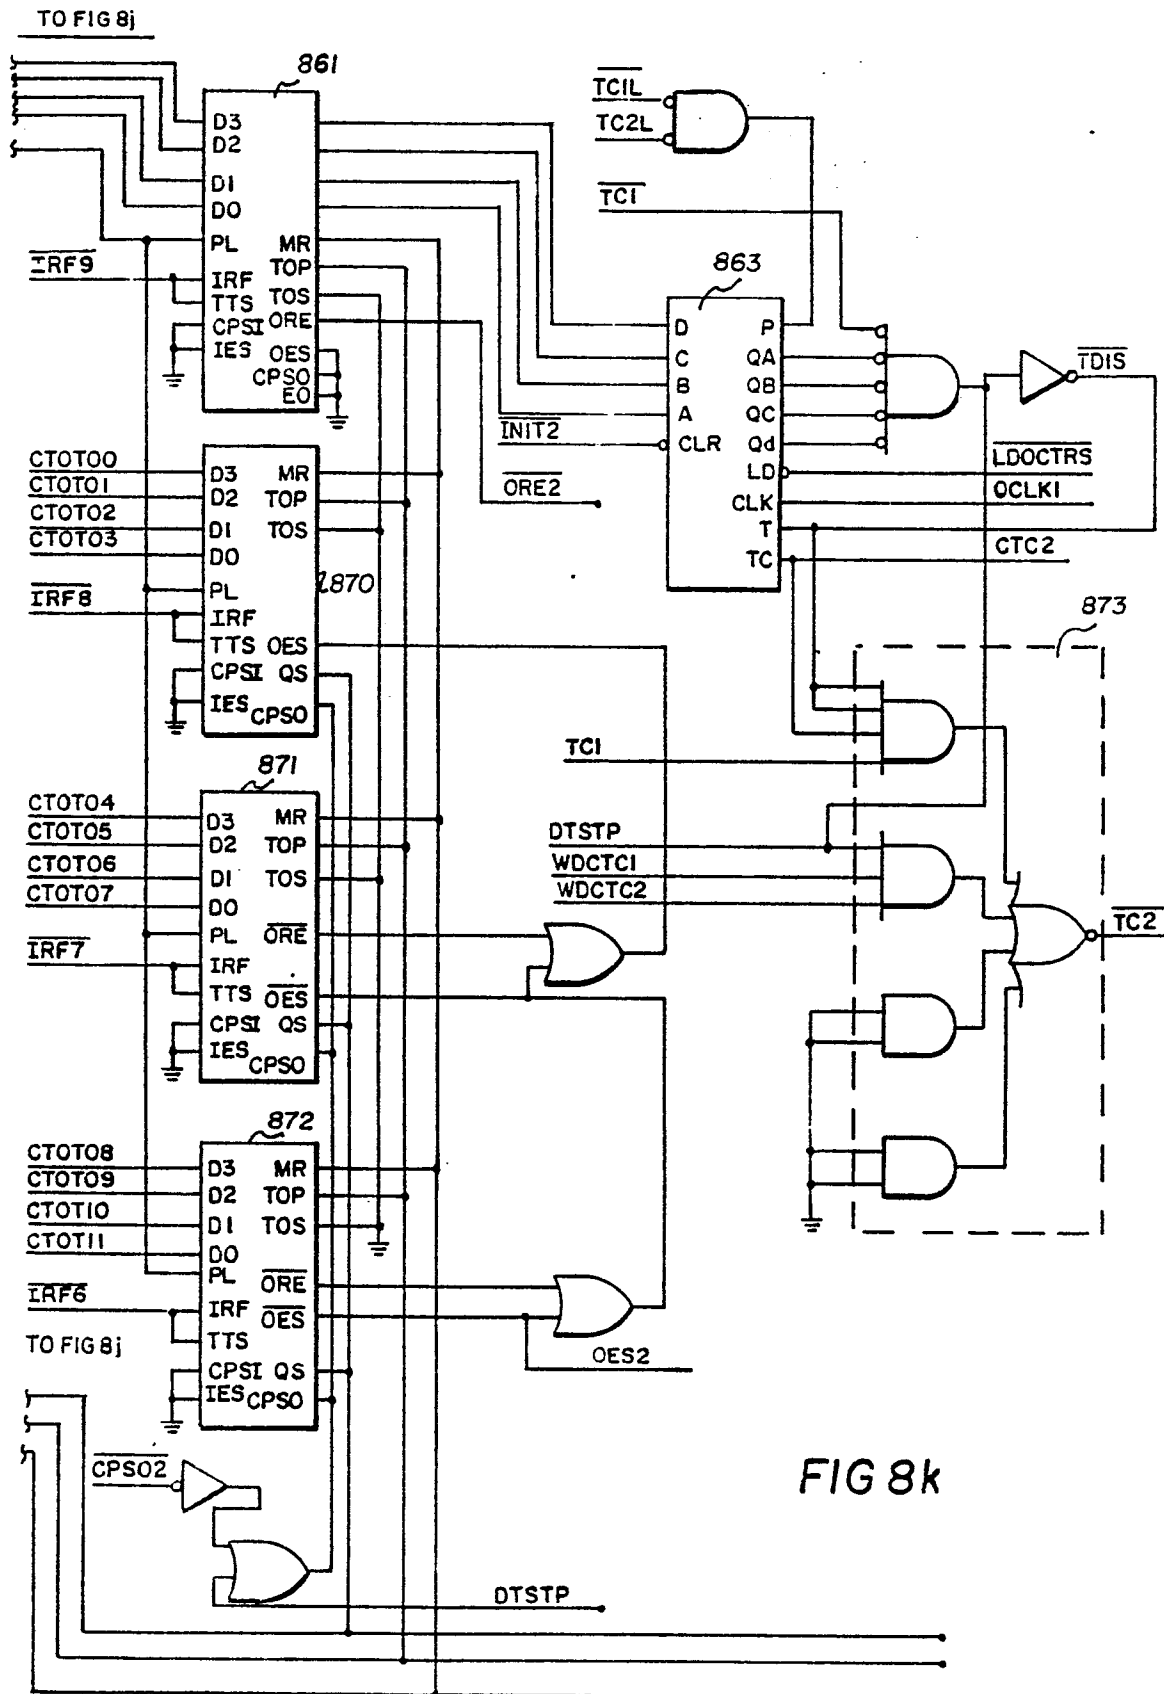 TO FIG 8j
861
D3
D2
D1
D0
PL
IRF
TTS
CPSI
IES
MR
TOP
TOS
ORE
OES
CPSO
EO
IRF9
TC1L
TC2L
TC1
863
D
C
B
A
CLR
P
QA
QB
QC
Qd
LD
CLK
T
TC
INIT2
ORE2
TDIS
LDOCTRS
OCLK1
CTC2
CTOT00
CTOT01
CTOT02
CTOT03
IRF8
D3
D2
D1
D0
PL
IRF
TTS
CPSI
IES
MR
TOP
TOS
870
OES
QS
CPSO
873
TC1
DTSTP
WDCTC1
WDCTC2
TC2
871
CTOT04
CTOT05
CTOT06
CTOT07
IRF7
D3
D2
D1
D0
PL
IRF
TTS
CPSI
IES
MR
TOP
TOS
ORE
OES
QS
CPSO
872
CTOT08
CTOT09
CTOT10
CTOT11
IRF6
D3
D2
D1
D0
PL
IRF
TTS
CPSI
IES
MR
TOP
TOS
ORE
OES
QS
CPSO
OES2
TO FIG 8j
CPSO2
DTSTP
FIG 8k